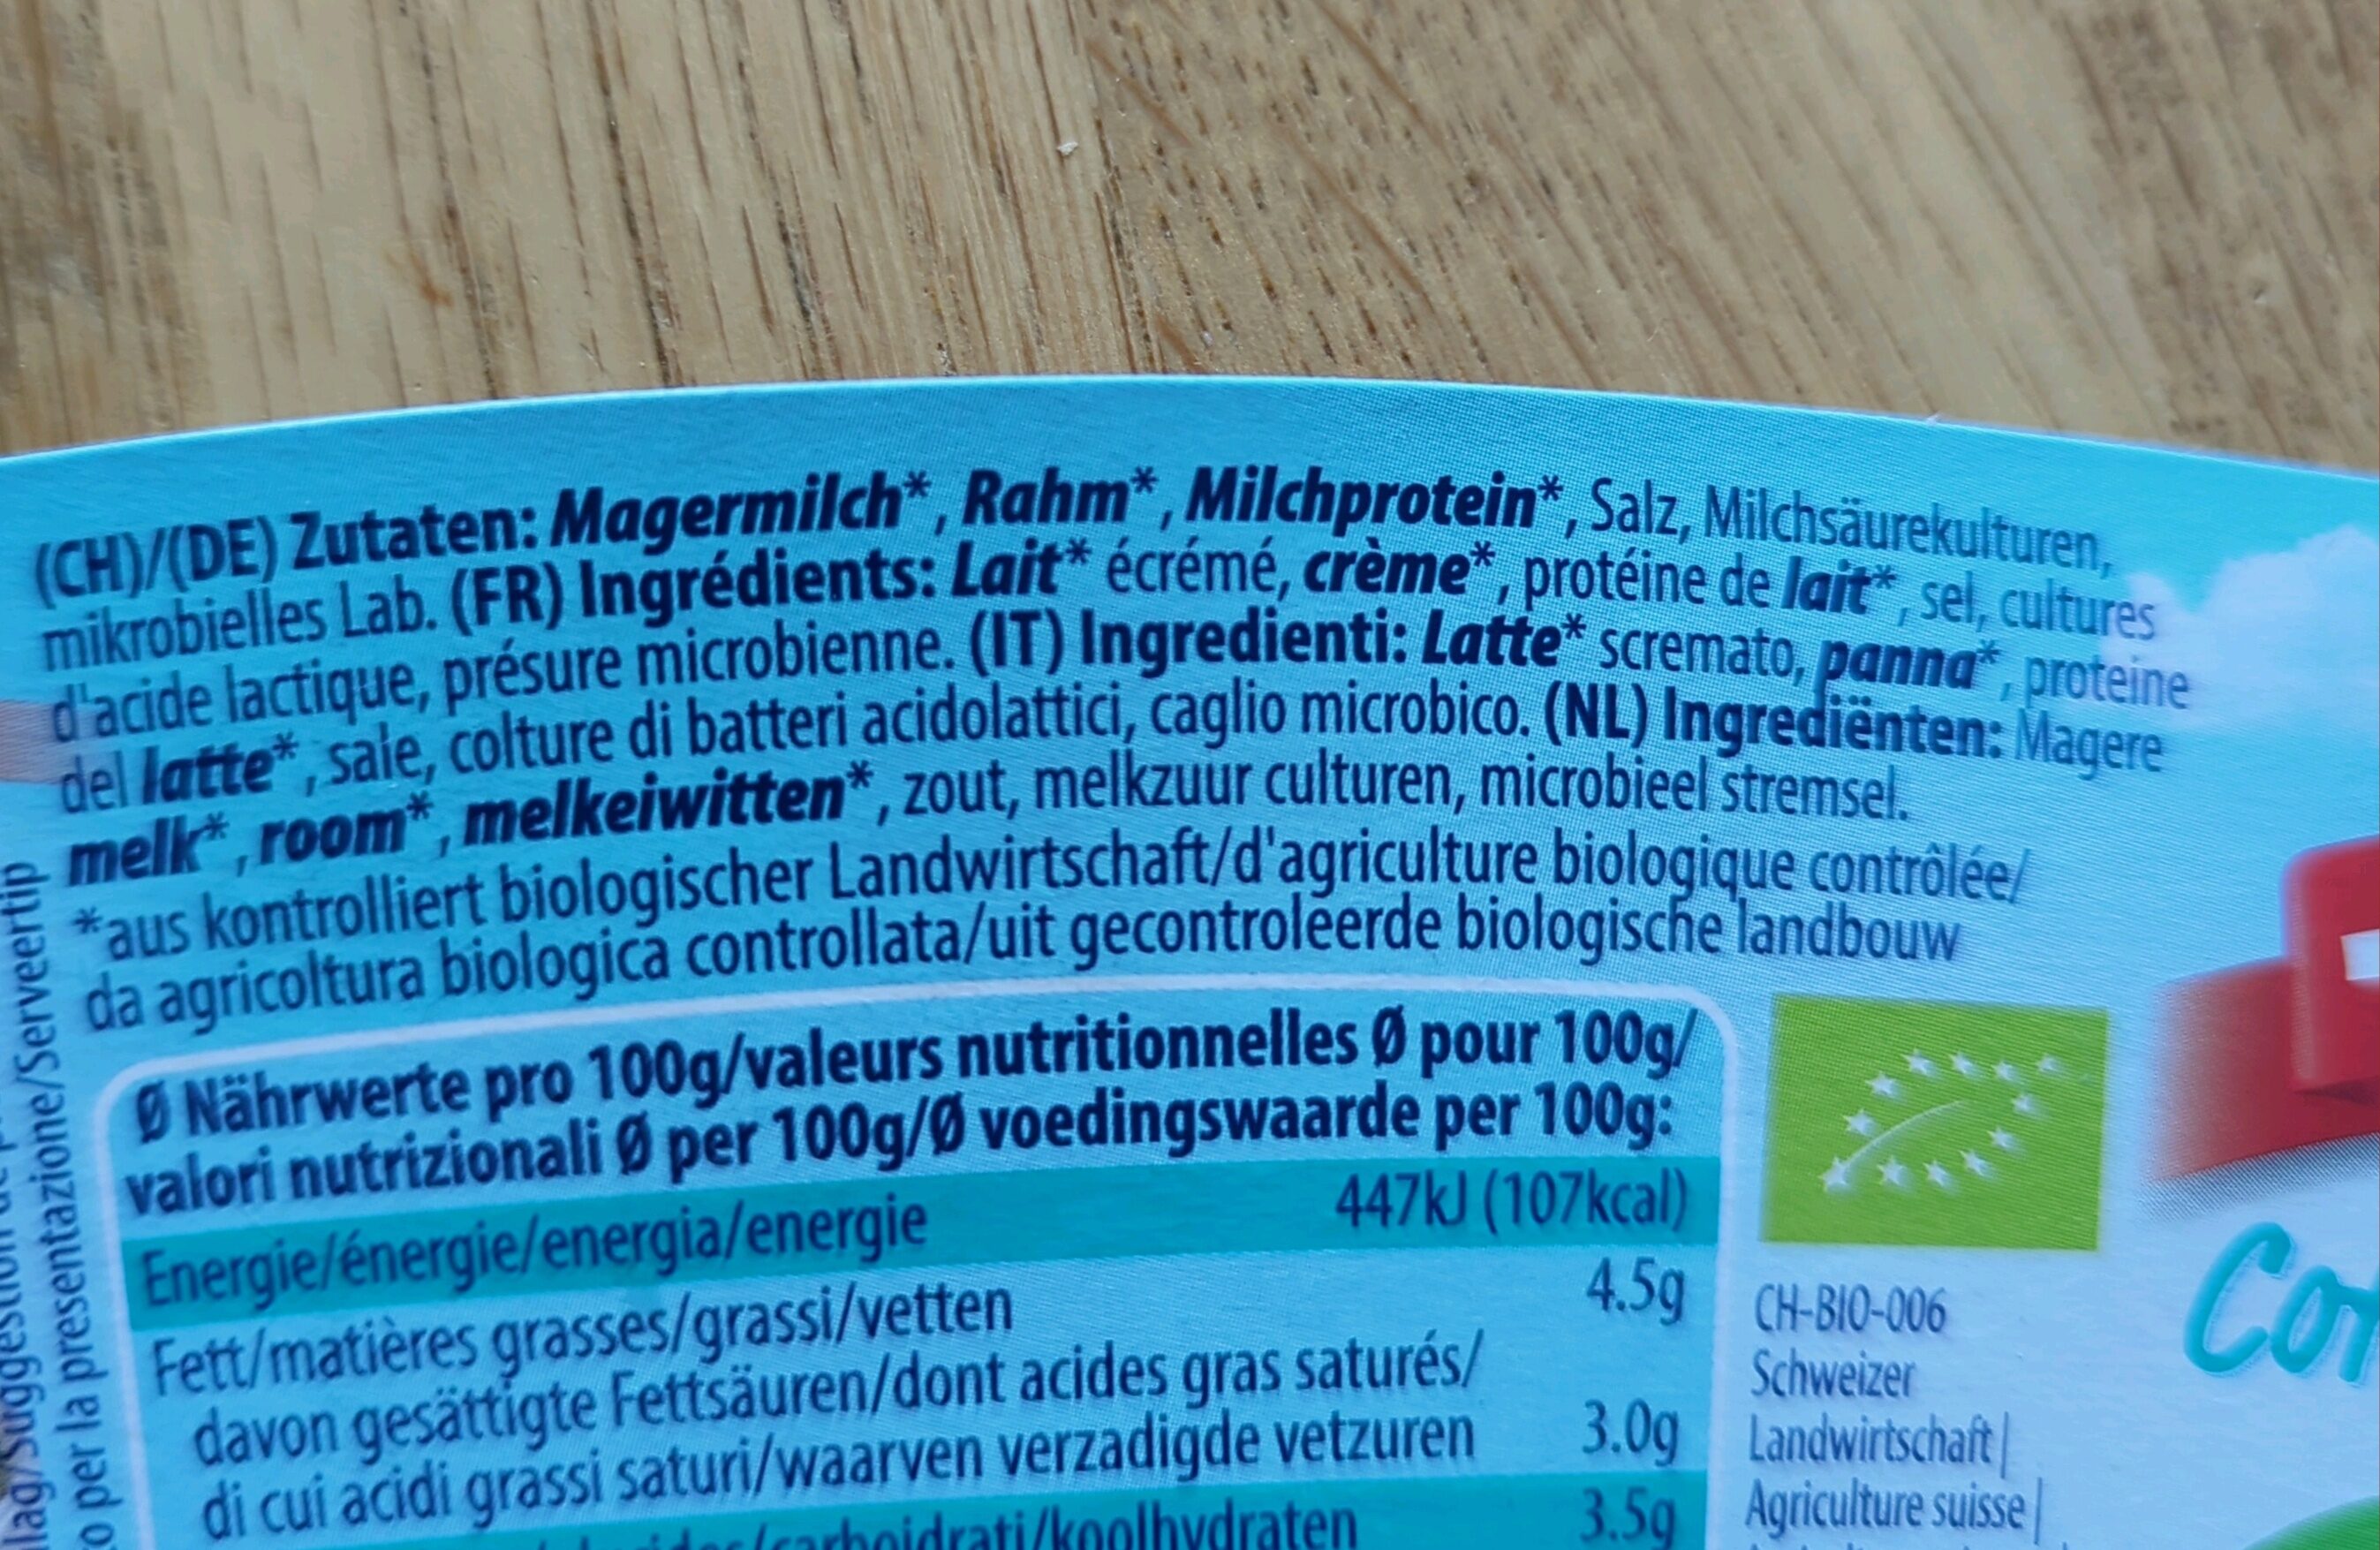 (CH)/(DE) Zutaten: Magermilch*, Rahm*, Milchprotein*, Salz, Milchsäurekulturen,
mikrobielles Lab. (FR) Ingrédients: Lait* écrémé, crème*, protéine de lait*, sel, cultures
d'acide lactique, présure microbienne. (IT) Ingredienti: Latte* scremato, panna*, proteine
del latte*, sale, colture di batteri acidolattici, caglio microbico. (NL) Ingrediënten: Magere
melk*, room*, melkeiwitten*, zout, melkzuur culturen, microbieel stremsel.
*aus kontrolliert biologischer Landwirtschaft/d'agriculture biologique contrôlée/
da agricoltura biologica controllata/uit gecontroleerde biologische landbouw
Ø Nährwerte pro 100g/valeurs nutritionnelles Ø pour 100g/
valori nutrizionali Ø per 100g/Ø voedingswaarde per 100g:
Energie/énergie/energia/energie 447kJ (107kcal)
Fett/matières grasses/grassi/vetten 4.5g
davon gesättigte Fettsäuren/dont acides gras saturés/
di cui acidi grassi saturi/waarven verzadigde vetzuren 3.0g
/carboidrati/koolhydraten 3.5g
CH-BIO-006
Schweizer
Landwirtschaft|
Agriculture suisse|
/Serveertip
per la presentazione